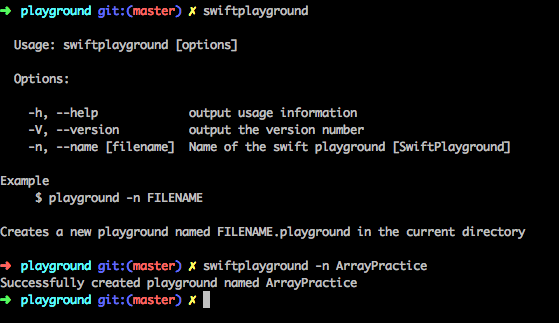 ➜ playground git:(master) ✗ swiftplayground
Usage: swiftplayground [options]
Options:
-h, --help output usage information
-V, --version output the version number
-n, --name [filename] Name of the swift playground [SwiftPlayground]
Example
$ playground -n FILENAME
Creates a new playground named FILENAME.playground in the current directory
➜ playground git:(master) ✗ swiftplayground -n ArrayPractice
Successfully created playground named ArrayPractice
➜ playground git:(master) ✗